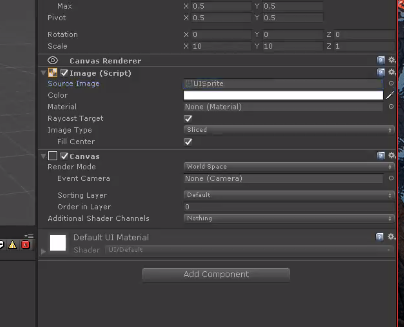 Max X 0.5 Y 0.5
Pivot X 0.5 Y 0.5
Rotation X 0 Y 0 Z 0
Scale X 10 Y 10 Z 1
Canvas Renderer
Image (Script)
Source Image UISprite
Color
Material None (Material)
Raycast Target
Image Type Sliced
Fill Center
Canvas
Render Mode World Space
Event Camera None (Camera)
Sorting Layer Default
Order in Layer 0
Additional Shader Channels Nothing
Default UI Material
Shader UI/Default
Add Component